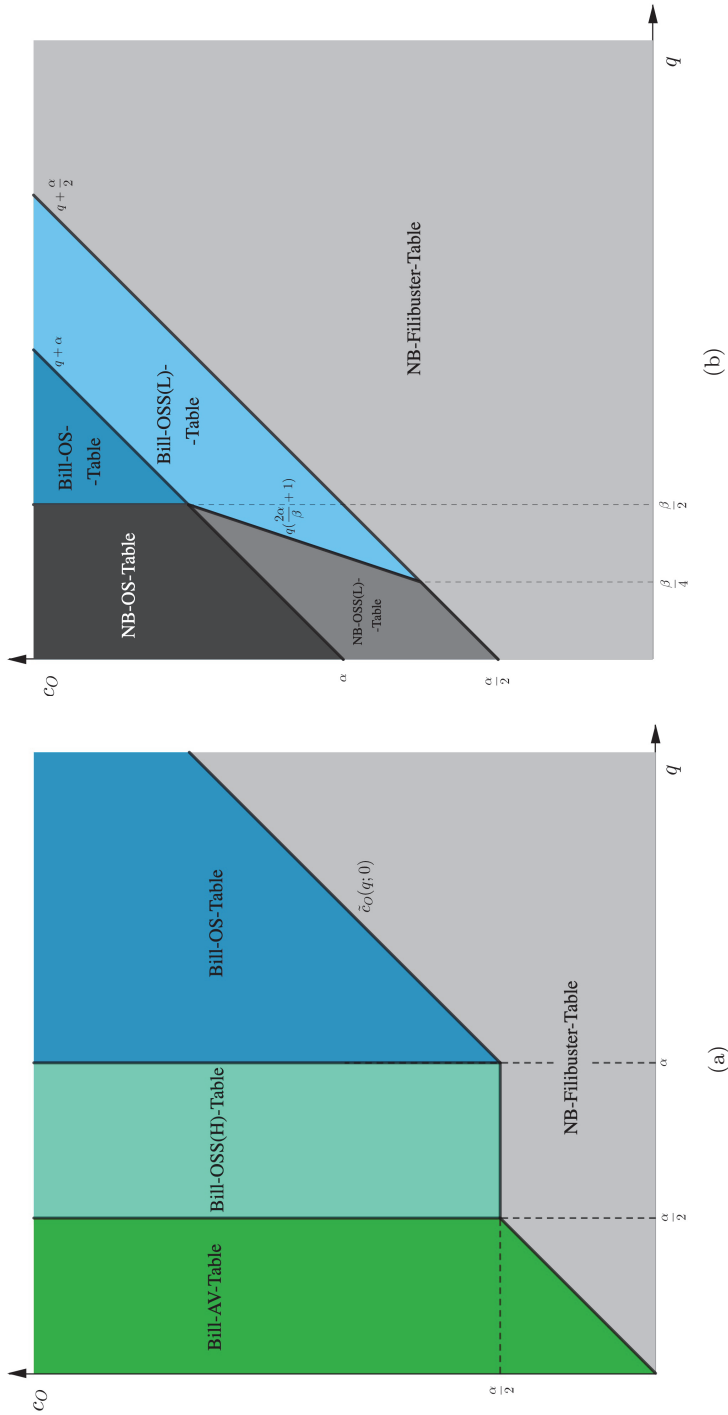 c_O
Bill-AV-Table
Bill-OSS(H)-Table
Bill-OS-Table
c̃_O(q; 0)
NB-Filibuster-Table
α/2
α/2
α
q
(a)
c_O
NB-OS-Table
Bill-OS-
-Table
q + α
q + α/2
Bill-OSS(L)-
-Table
q(2α/β + 1)
NB-OSS(L)-
-Table
NB-Filibuster-Table
α
α/2
β/4
β/2
q
(b)